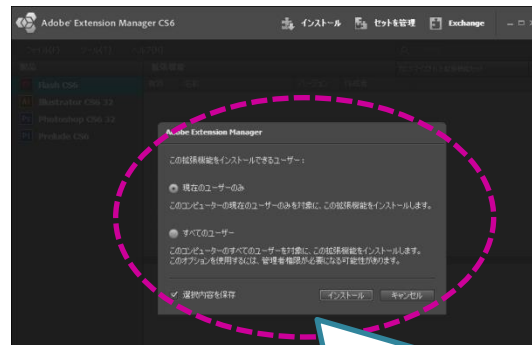 Adobe® Extension Manager CS6
インストール セットを管理 Exchange
製品
Flash CS6
Illustrator CS6 32
Photoshop CS6 32
Prelude CS6
Adobe Extension Manager
この拡張機能をインストールできるユーザー :
現在のユーザーのみ
このコンピューターの現在のユーザーのみを対象に、この拡張機能をインストールします。
すべてのユーザー
このコンピューターのすべてのユーザーを対象に、この拡張機能をインストールします。
このオプションを使用するには、管理者権限が必要になる可能性があります。
選択内容を保存 インストール キャンセル